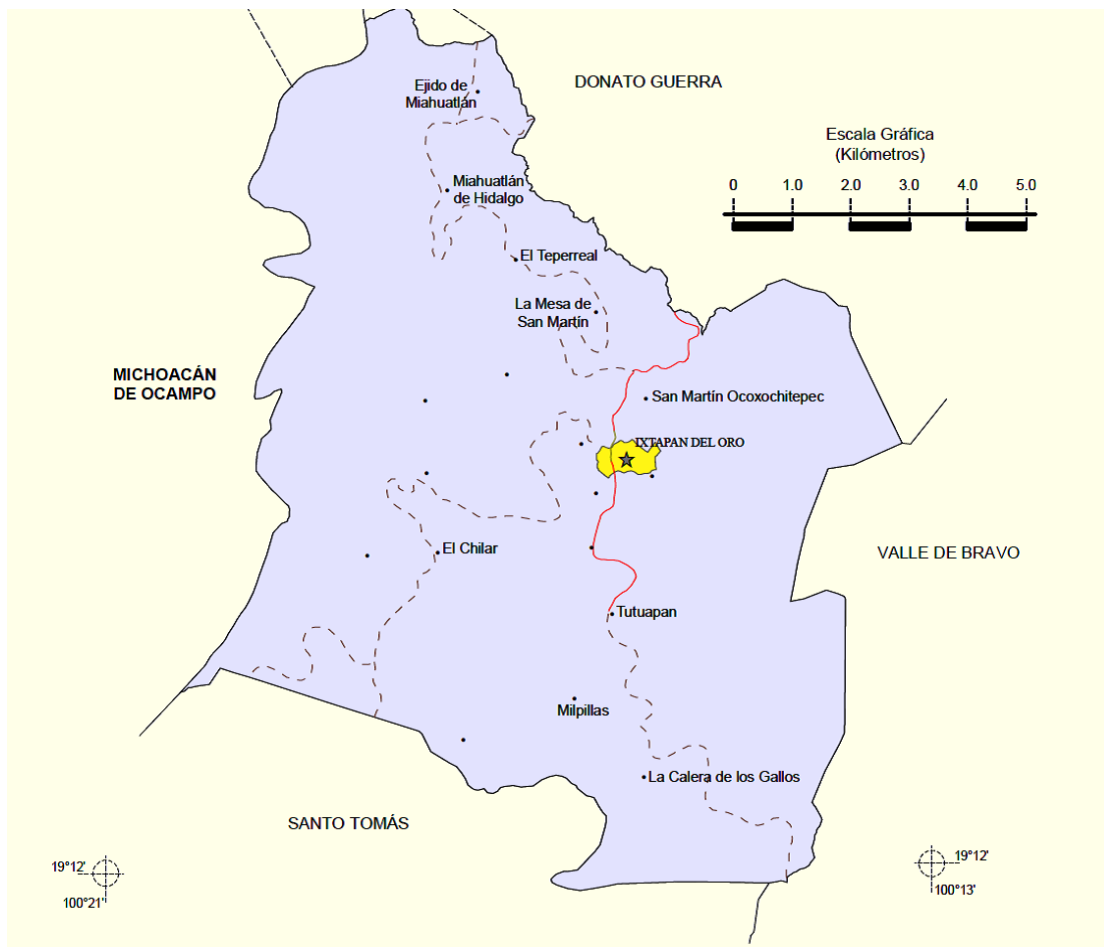 DONATO GUERRA
Ejido de
Miahuatlán
Escala Gráfica
(Kilómetros)
0 1.0 2.0 3.0 4.0 5.0
Miahuatlán
de Hidalgo
El Teperreal
La Mesa de
San Martín
MICHOACÁN
DE OCAMPO
San Martín Ocoxochitepec
IXTAPAN DEL ORO
El Chilar
VALLE DE BRAVO
Tutuapan
Milpillas
La Calera de los Gallos
SANTO TOMÁS
19°12'
100°21'
19°12'
100°13'